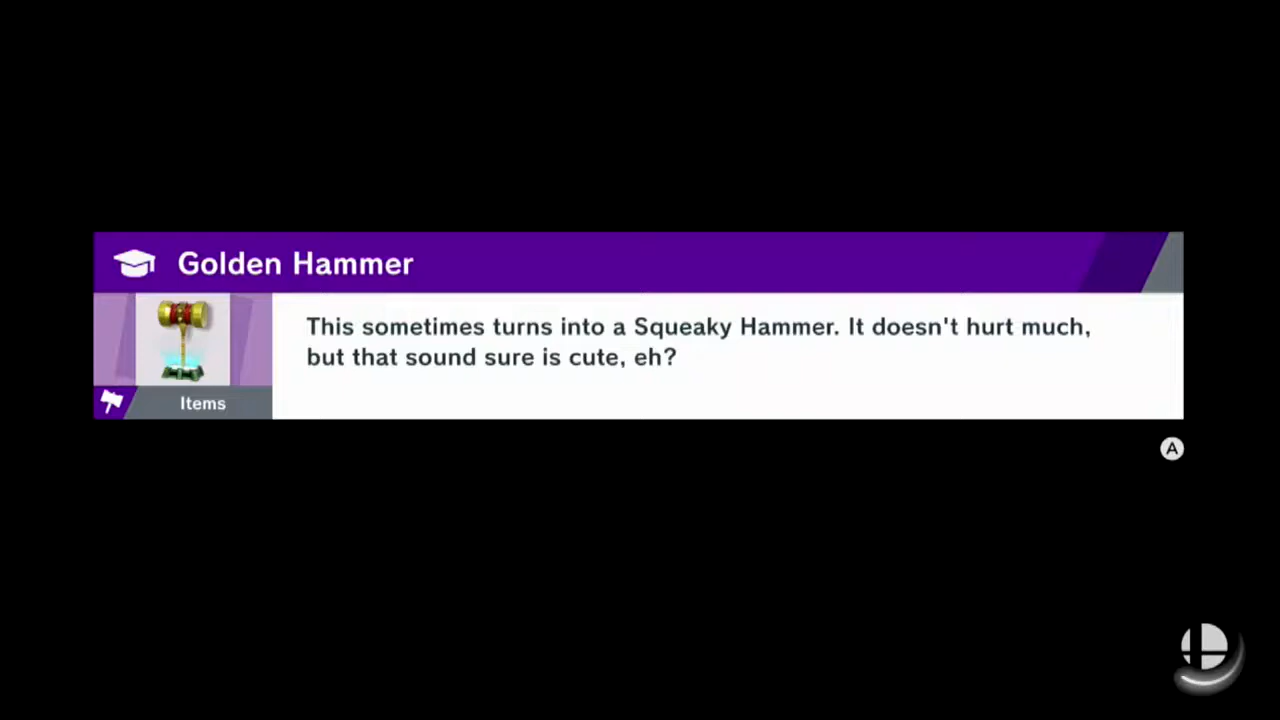 Golden Hammer
This sometimes turns into a Squeaky Hammer. It doesn't hurt much,
but that sound sure is cute, eh?
Items
A